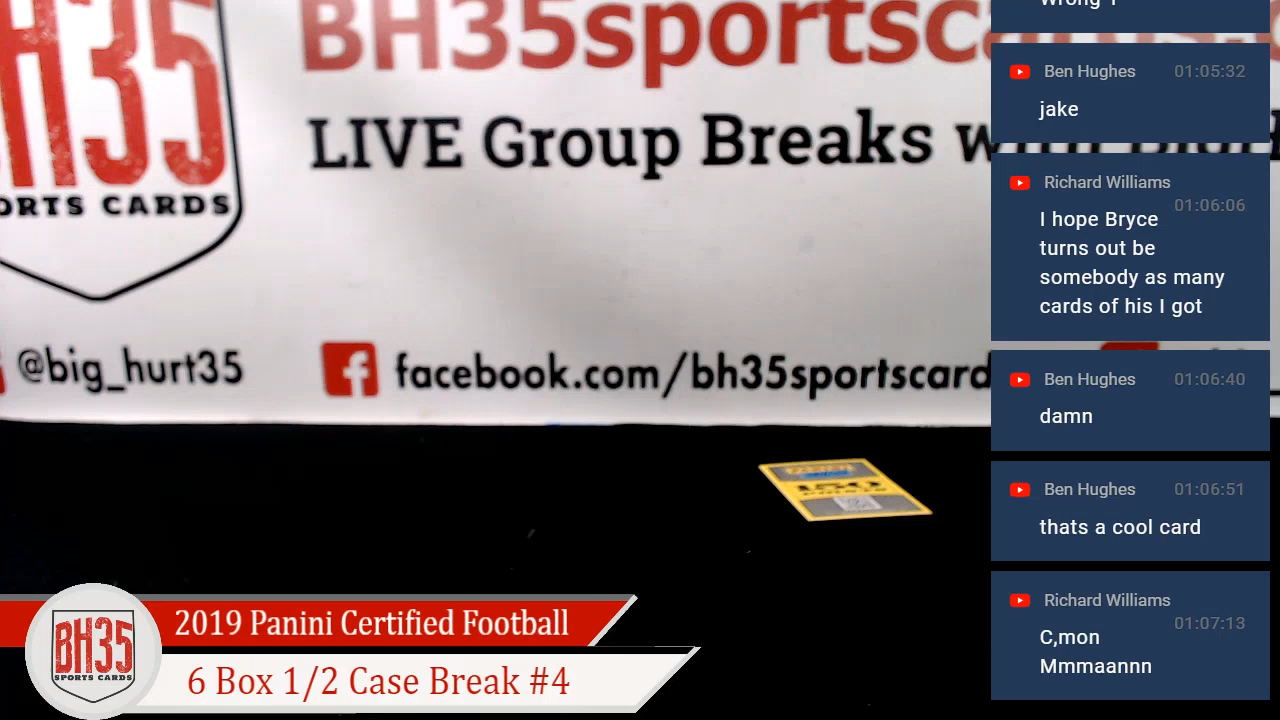 BH35
ORTS CARDS
BH35sportscards.
LIVE Group Breaks w
@big_hurt35
facebook.com/bh35sportscard
150
BH35
SPORTS CARDS
2019 Panini Certified Football
6 Box 1/2 Case Break #4
Ben Hughes 01:05:32
jake
Richard Williams
01:06:06
I hope Bryce
turns out be
somebody as many
cards of his I got
Ben Hughes 01:06:40
damn
Ben Hughes 01:06:51
thats a cool card
Richard Williams
01:07:13
C,mon
Mmmaannn